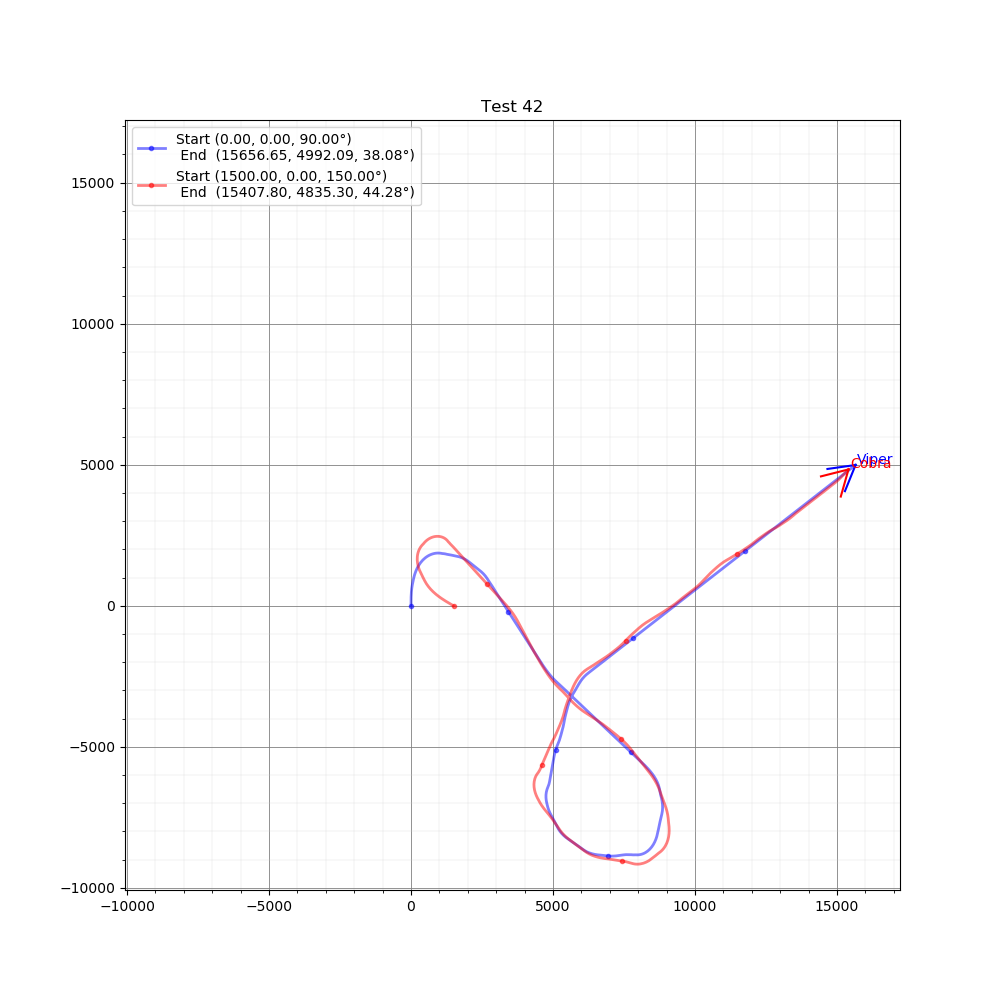 Test 42
Start (0.00, 0.00, 90.00°)
End (15656.65, 4992.09, 38.08°)
Start (1500.00, 0.00, 150.00°)
End (15407.80, 4835.30, 44.28°)
15000
10000
5000
0
−5000
−10000
Viper
Cobra
−10000 −5000 0 5000 10000 15000